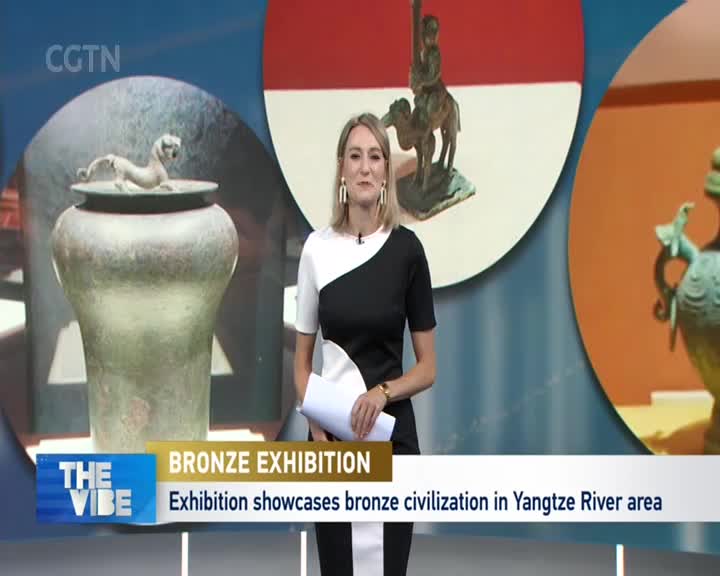 CGTN
BRONZE EXHIBITION
THE
VIBE
Exhibition showcases bronze civilization in Yangtze River area